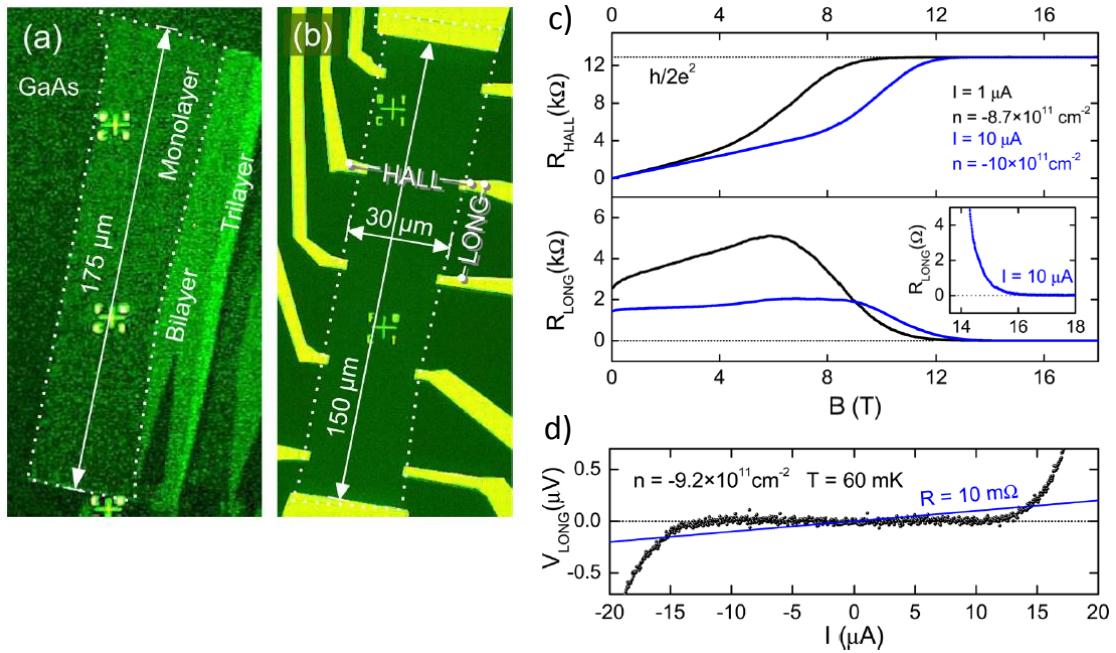 (a)
GaAs
Monolayer
175 µm
Bilayer
Trilayer
(b)
HALL
30 µm
LONG
150 µm
c)
0 4 8 12 16
h/2e²
R_HALL(kΩ)
12
8
4
0
I = 1 µA
n = -8.7×10¹¹ cm⁻²
I = 10 µA
n = -10×10¹¹cm⁻²
R_LONG(kΩ)
6
4
2
0
R_LONG(Ω)
4
2
0
I = 10 µA
14 16 18
0 4 8 12 16
B (T)
d)
V_LONG(µV)
0.5
0.0
-0.5
n = -9.2×10¹¹cm⁻² T = 60 mK
R = 10 mΩ
-20 -15 -10 -5 0 5 10 15 20
I (µA)